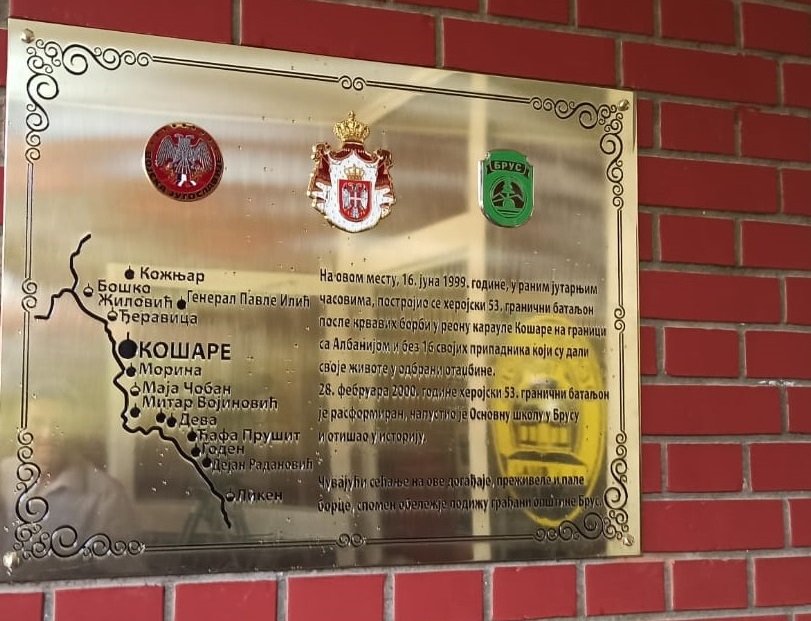 ВОЈСКА ЈУГОСЛАВИЈЕ
БРУС
Кожњар
Бошко
Жиловић
Генерал Павле Илић
Ђеравица
КОШАРЕ
Морина
Маја Чобан
Митар Војиновић
Дева
Ћафа Прушит
Годен
Дејан Радановић
Ликен
На овом месту, 16. јуна 1999. године, у раним јутарњим
часовима, постројио се херојски 53. гранични батаљон
после крвавих борби у реону карауле Кошаре на граници
са Албанијом и без 16 својих припадника који су дали
своје животе у одбрани отаџбине.
28. фебруара 2000. године херојски 53. гранични батаљон
је расформиран, напустио је Основну школу у Брусу
и отишао у историју.
Чувајући сећање на ове догађаје, преживеле и пале
борце, спомен обележје подижу грађани општине Брус.